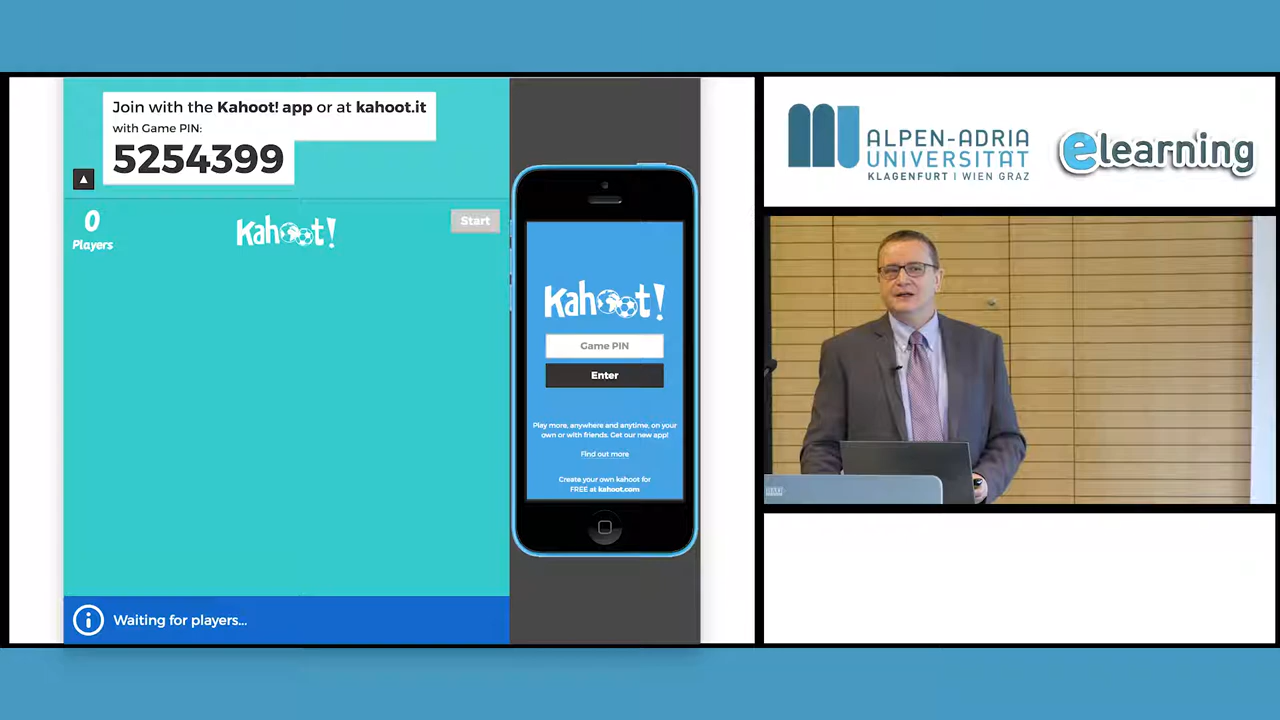 Join with the Kahoot! app or at kahoot.it
with Game PIN:
5254399
▲
0
Players
Kahoot!
Start
Waiting for players...
Kahoot!
Game PIN
Enter
Play more, anywhere and anytime, on your
own or with friends. Get our new app!
Find out more
Create your own kahoot for
FREE at kahoot.com
ALPEN-ADRIA
UNIVERSITÄT
KLAGENFURT | WIEN GRAZ
elearning